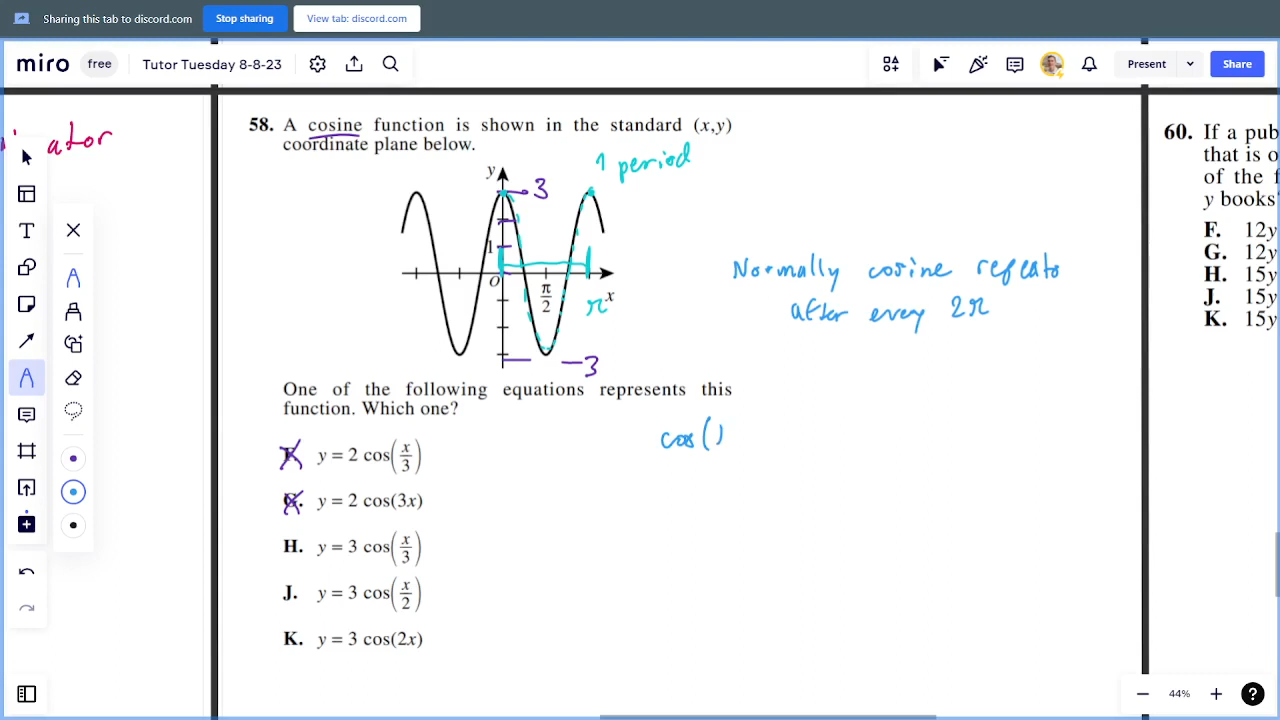 Sharing this tab to discord.com
Stop sharing
View tab: discord.com
miro
free
Tutor Tuesday 8-8-23
Present
Share
ator
58. A cosine function is shown in the standard (x,y)
coordinate plane below.
1 period
y
3
1
O
π/2
π
x
-3
Normally cosine repeats
after every 2π
One of the following equations represents this
function. Which one?
cos( )
F. y = 2 cos(x/3)
G. y = 2 cos(3x)
H. y = 3 cos(x/3)
J. y = 3 cos(x/2)
K. y = 3 cos(2x)
60. If a pub
that is o
of the f
y books
F. 12y
G. 12y
H. 15y
J. 15y
K. 15y
44%